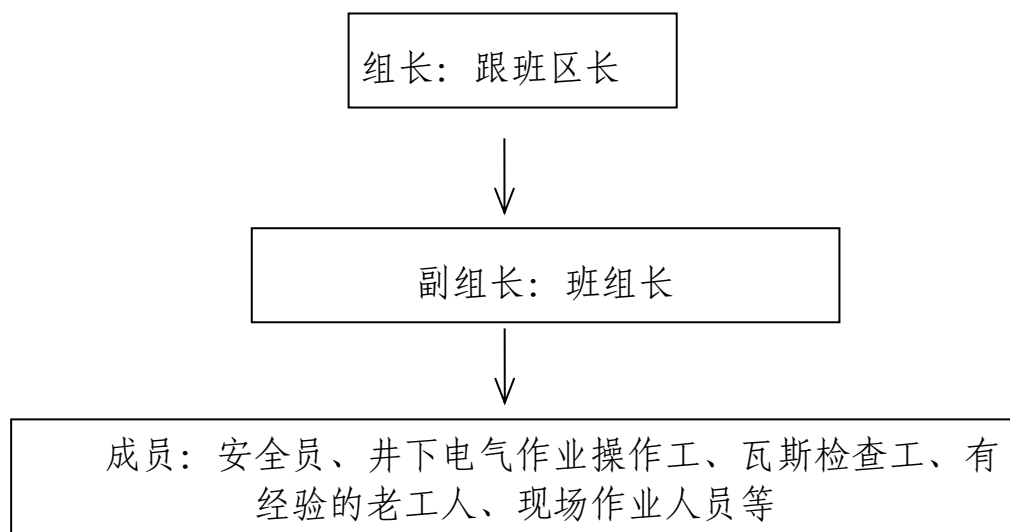 组长：跟班区长
副组长：班组长
成员：安全员、井下电气作业操作工、瓦斯检查工、有
经验的老工人、现场作业人员等